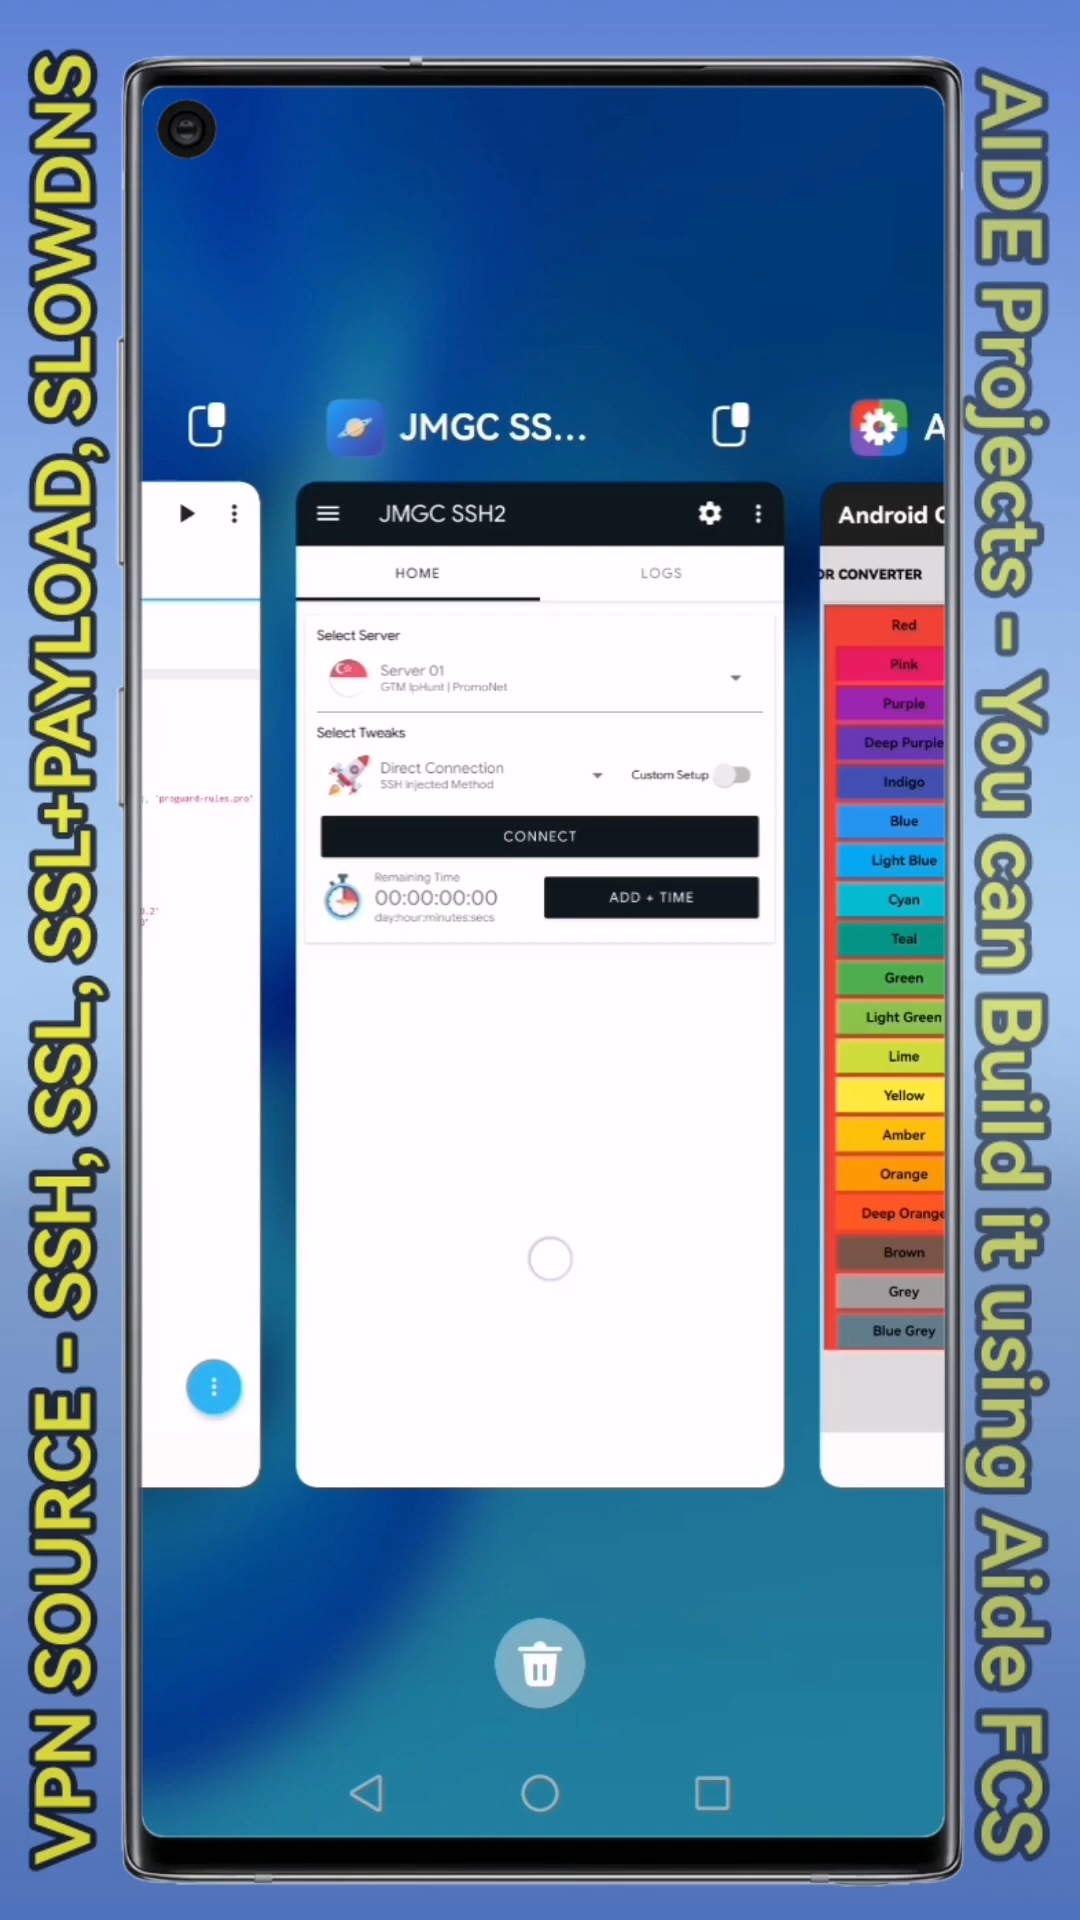 VPN SOURCE - SSH, SSL, SSL+PAYLOAD, SLOWDNS
AIDE Projects - You can Build it using Aide FCS
JMGC SS...
A
JMGC SSH2
HOME
LOGS
Select Server
Server 01
GTM IpHunt | PromoNet
Select Tweaks
Direct Connection
SSH Injected Method
Custom Setup
CONNECT
Remaining Time
00:00:00:00
day:hour:minutes:secs
ADD + TIME
, 'proguard-rules.pro'
0.2'
0'
Android C
OR CONVERTER
Red
Pink
Purple
Deep Purple
Indigo
Blue
Light Blue
Cyan
Teal
Green
Light Green
Lime
Yellow
Amber
Orange
Deep Orange
Brown
Grey
Blue Grey